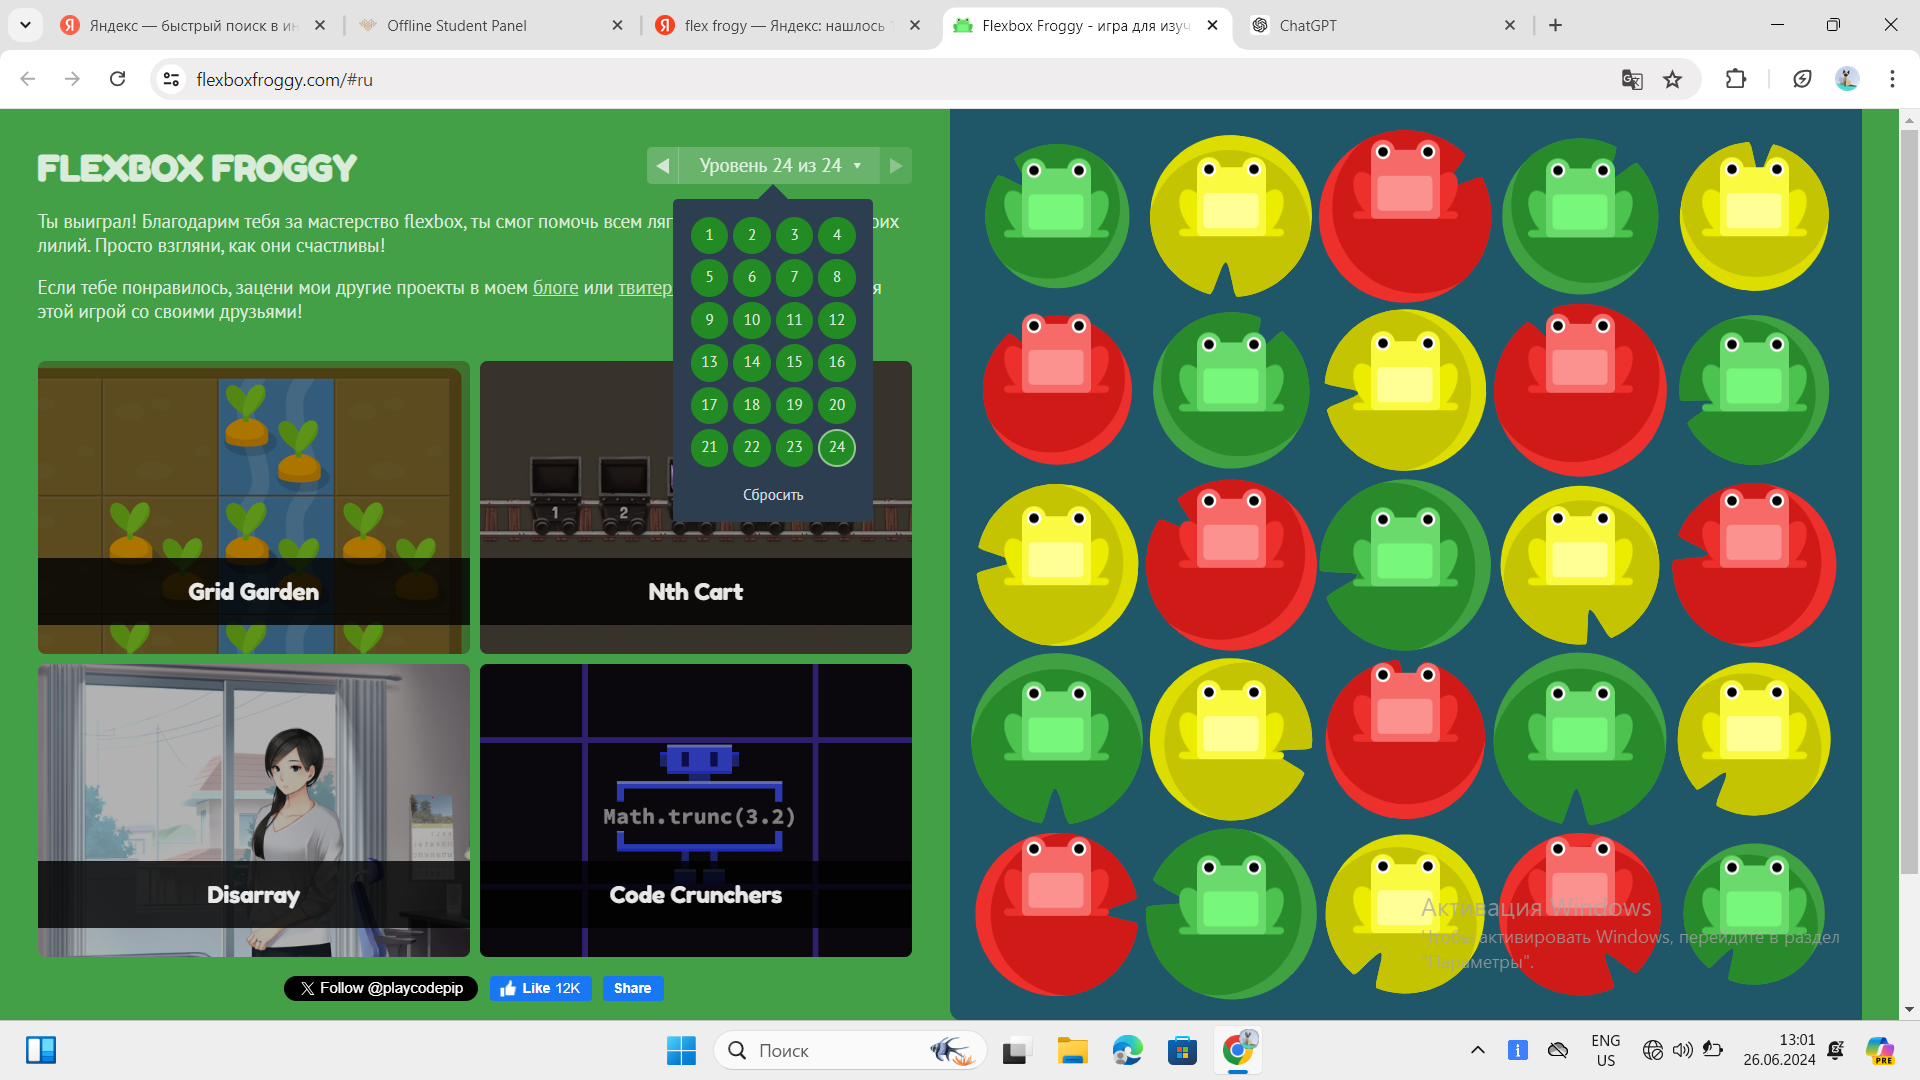 Яндекс — быстрый поиск в ин
Offline Student Panel
flex frogy — Яндекс: нашлось
Flexbox Froggy - игра для изуч
ChatGPT
flexboxfroggy.com/#ru
FLEXBOX FROGGY
Уровень 24 из 24
Ты выиграл! Благодарим тебя за мастерство flexbox, ты смог помочь всем ляг
лилий. Просто взгляни, как они счастливы!
Если тебе понравилось, зацени мои другие проекты в моем блоге или твитер
этой игрой со своими друзьями!
1 2 3 4
5 6 7 8
9 10 11 12
13 14 15 16
17 18 19 20
21 22 23 24
Сбросить
1 2
Grid Garden
Nth Cart
Math.trunc(3.2)
Disarray
Code Crunchers
Follow @playcodepip
Like 12K
Share
Активация Windows
Чтобы активировать Windows, перейдите в раздел
"Параметры".
Поиск
ENG
US
13:01
26.06.2024
PRE